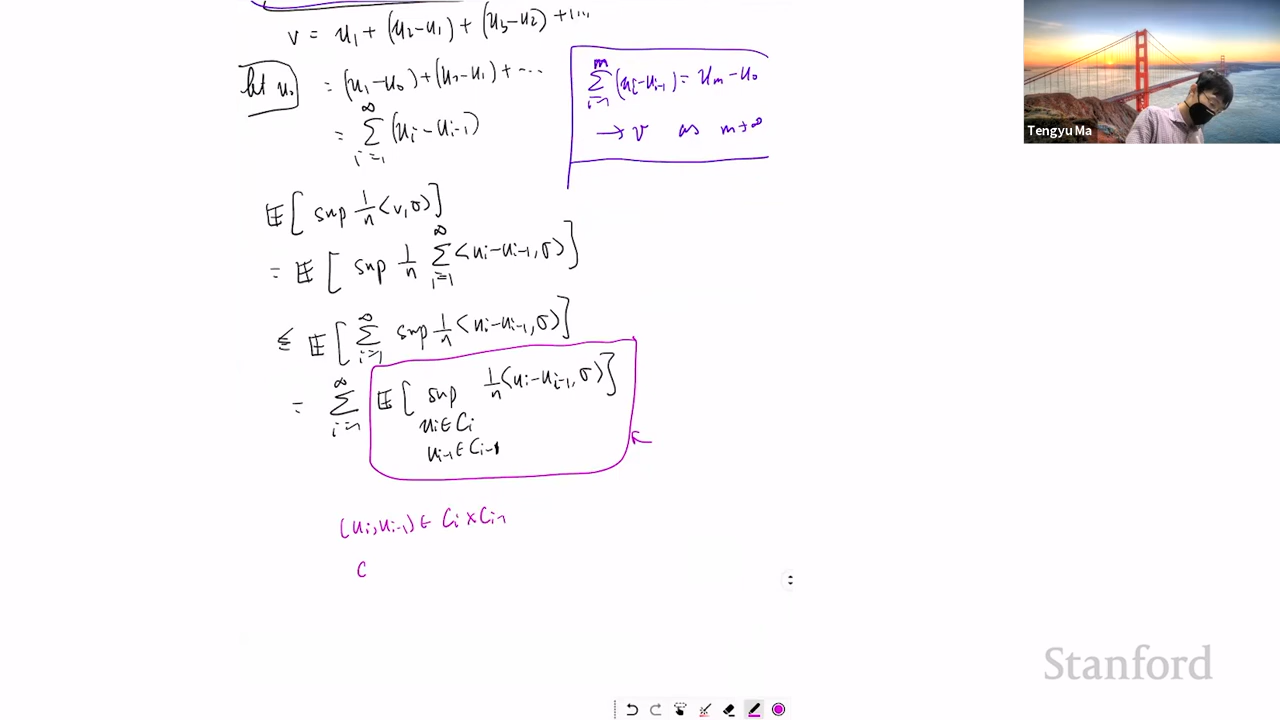 v = u₁ + (u₂-u₁) + (u₃-u₂) + ...
let u₀ = (u₁-u₀)+(u₂-u₁)+ ...
= ∑_{i=1}^{∞} (uᵢ - uᵢ₋₁)
∑_{i=1}^{m} (uᵢ-uᵢ₋₁) = uₘ - u₀
→ v as m→∞
𝔼[ sup 1/n <v,σ>]
= 𝔼[ sup 1/n ∑_{i=1}^{∞} <uᵢ-uᵢ₋₁,σ>]
≤ 𝔼[ ∑_{i=1}^{∞} sup 1/n <uᵢ-uᵢ₋₁,σ>]
= ∑_{i=1}^{∞} 𝔼[ sup 1/n <uᵢ-uᵢ₋₁,σ>]
uᵢ ∈ Cᵢ
uᵢ₋₁ ∈ Cᵢ₋₁
(uᵢ,uᵢ₋₁) ∈ Cᵢ × Cᵢ₋₁
C
Tengyu Ma
Stanford